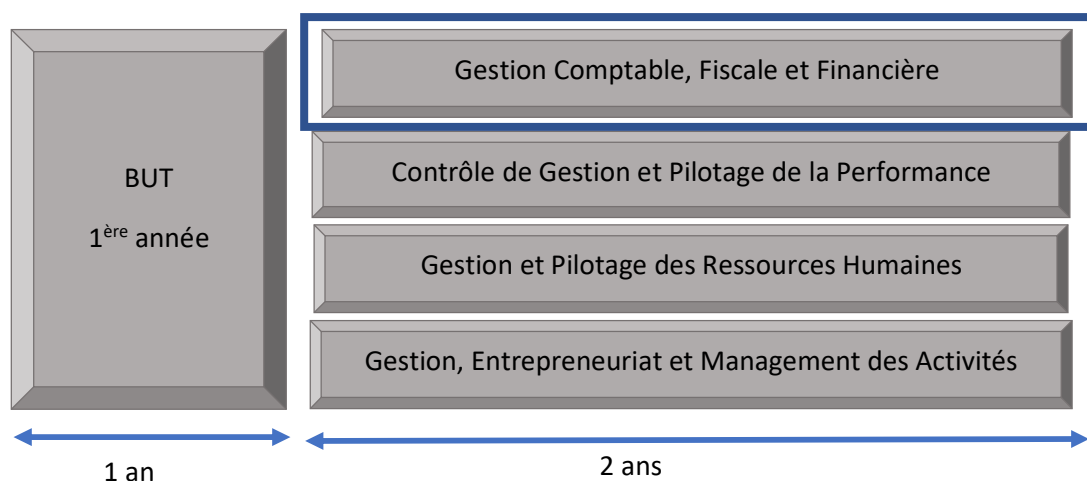 BUT
1ère année
Gestion Comptable, Fiscale et Financière
Contrôle de Gestion et Pilotage de la Performance
Gestion et Pilotage des Ressources Humaines
Gestion, Entrepreneuriat et Management des Activités
1 an
2 ans